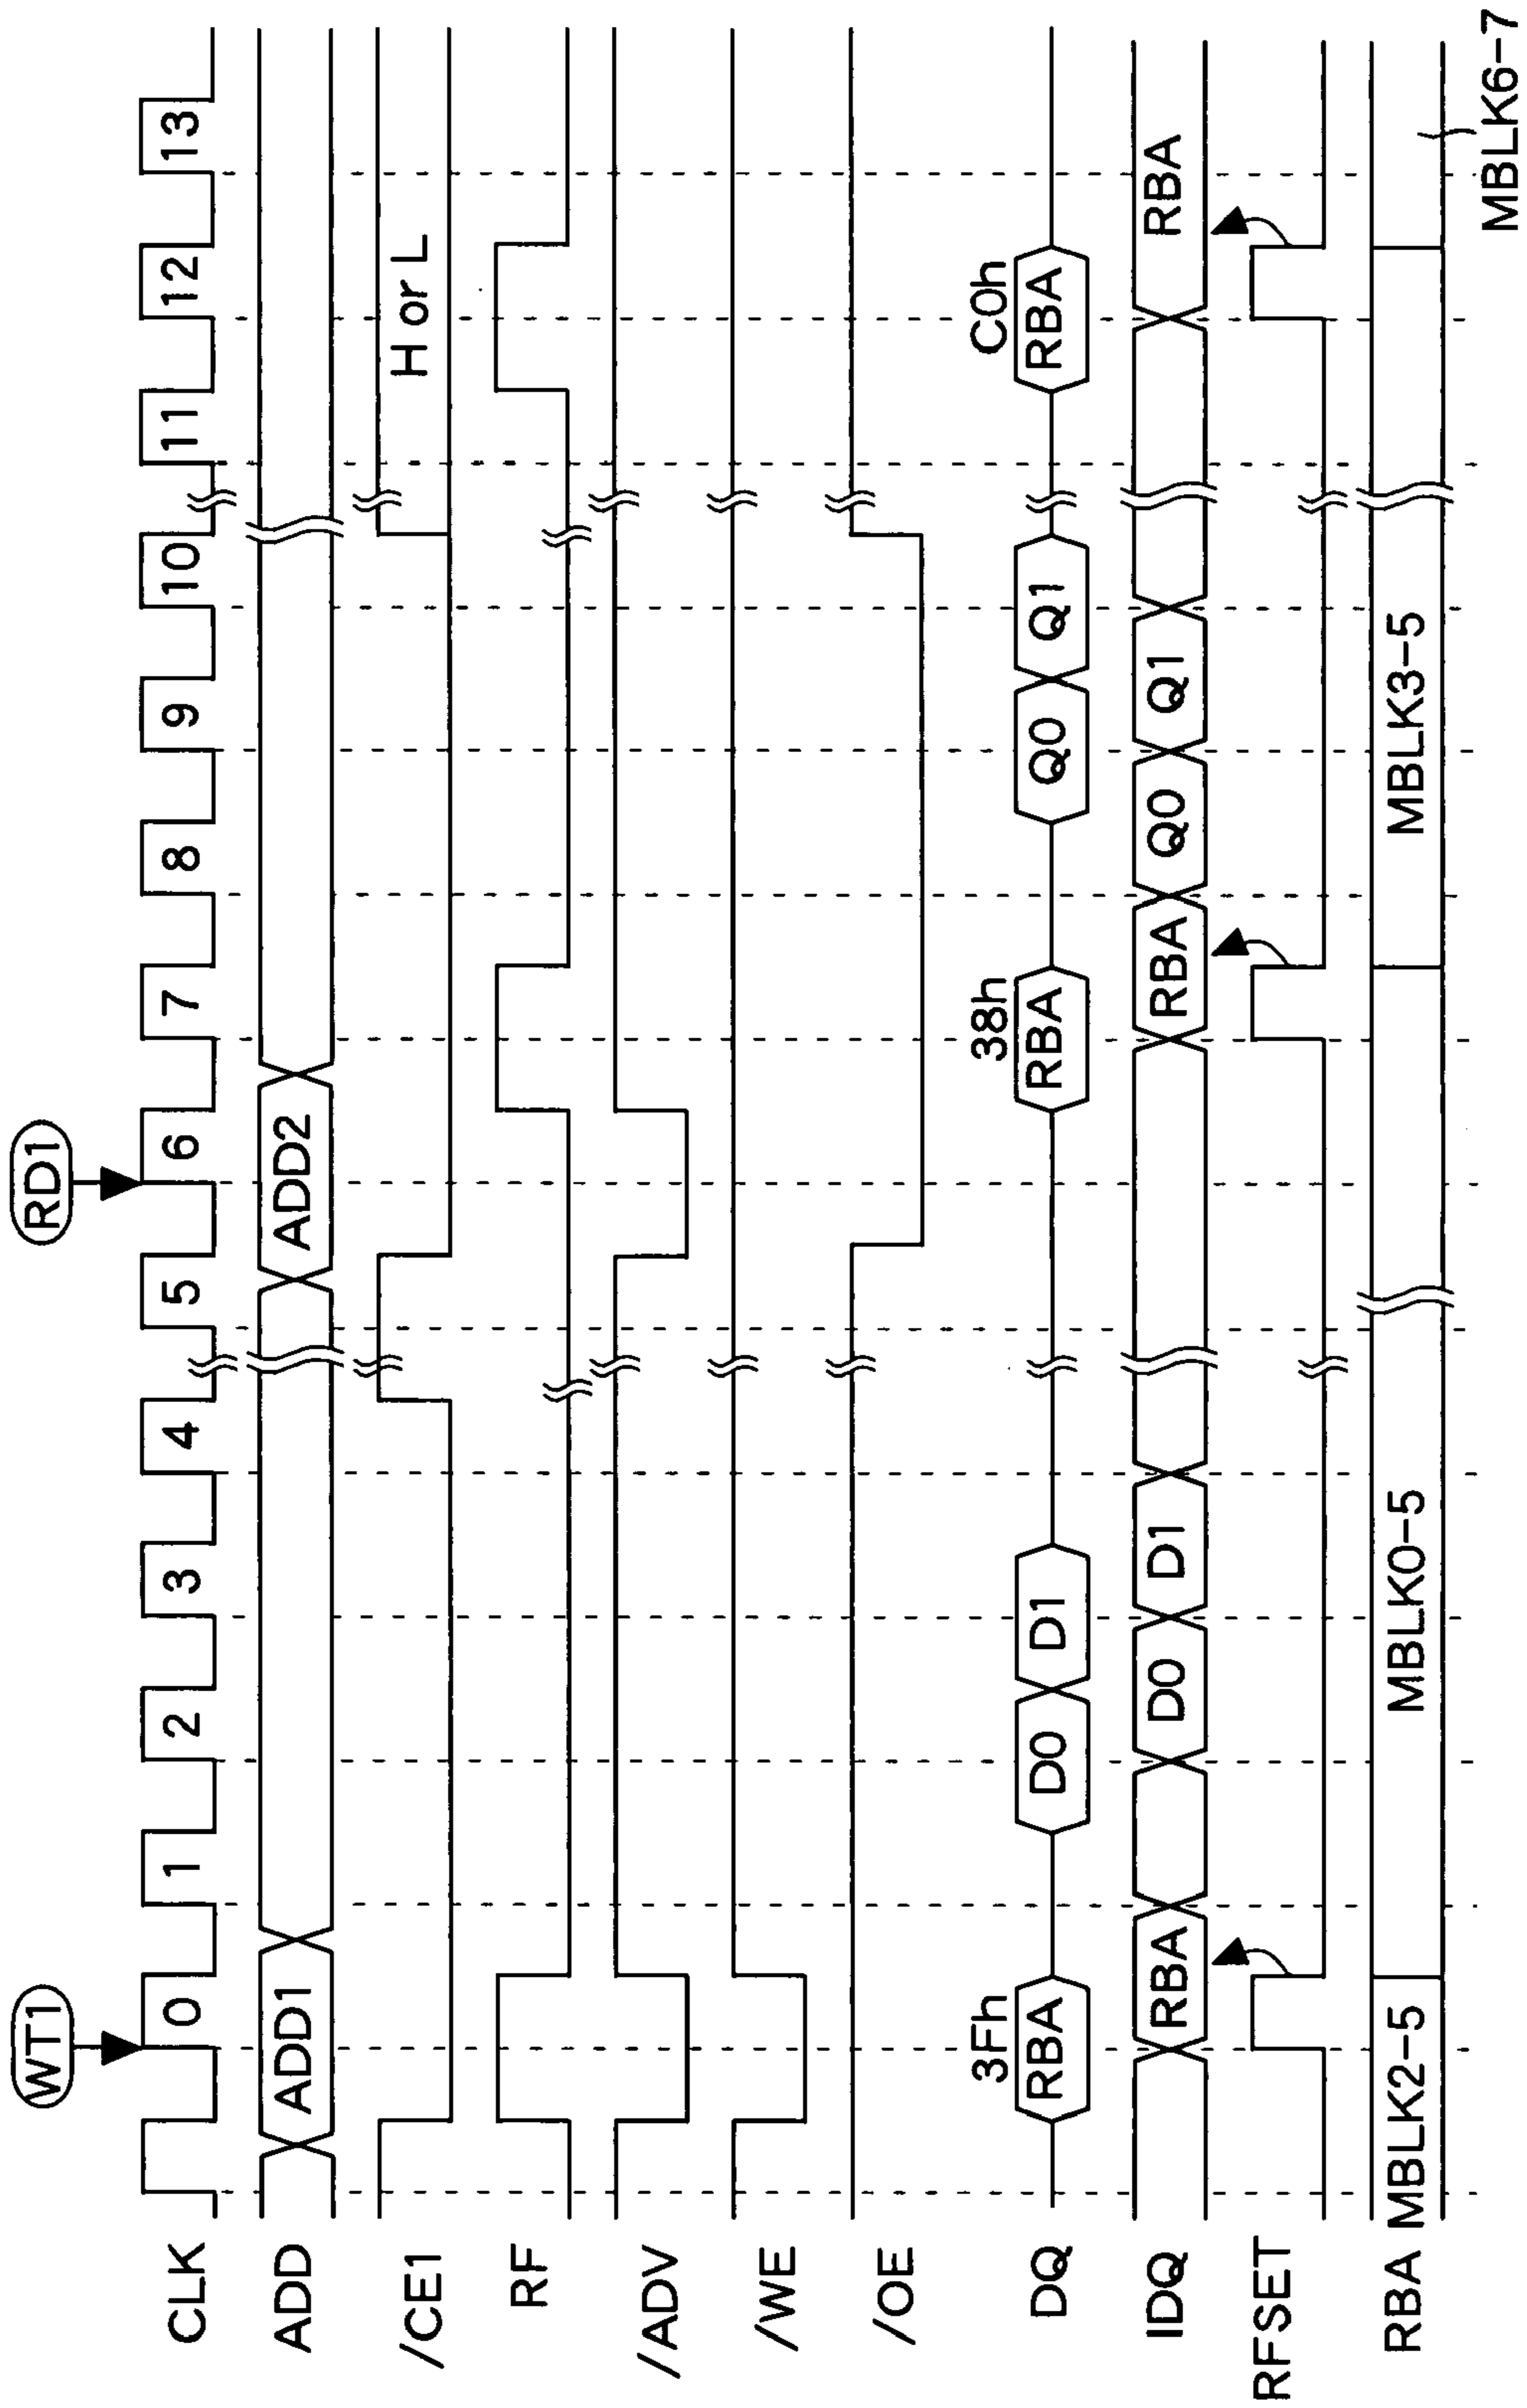 WT1 RD1
CLK 0 1 2 3 4 5 6 7 8 9 10 11 12 13
ADD ADD1 ADD2
/CE1 H or L
RF
/ADV
/WE
/OE
3Fh 38h C0h
DQ RBA D0 D1 RBA Q0 Q1 RBA
IDQ RBA D0 D1 RBA Q0 Q1 RBA
RFSET
RBA MBLK2-5 MBLK0-5 MBLK3-5
MBLK6-7